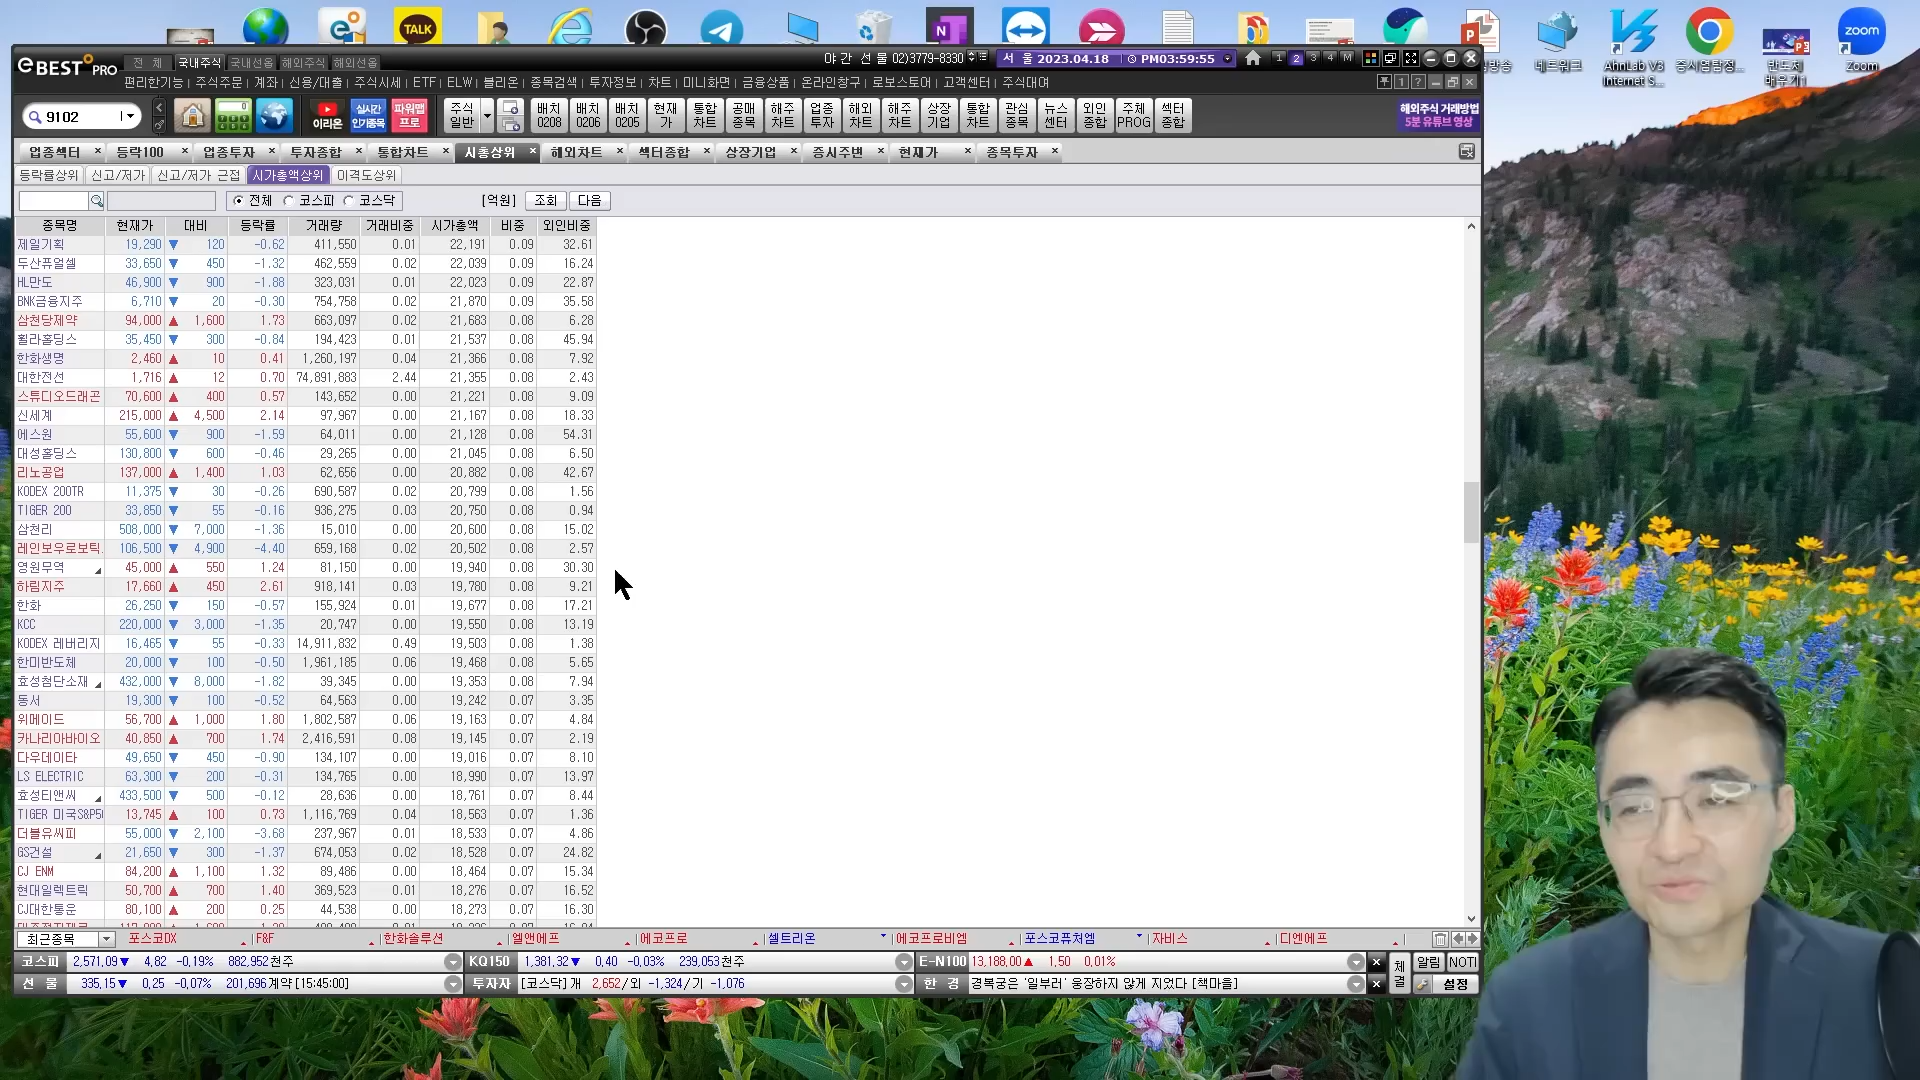 TALK
N
P
AhnLab V3
Internet S...
zoom
Zoom
네트워크
eBEST PRO
전 체 국내주식 국내선옵 해외주식 해외선옵
야 간 선 물 02)3779-8330
서 울 2023.04.18 PM03:59:55
1 2 3 4 M
편리한기능 | 주식주문 | 계좌 | 신용/대출 | 주식시세 | ETF | ELW | 불리온 | 종목검색 | 투자정보 | 차트 | 미니화면 | 금융상품 | 온라인창구 | 로보스토어 | 고객센터 | 주식대여
9102
이리온 실시간 인기종목 파워맵 프로 주식 일반 배치 0208 배치 0206 배치 0205 현재 가 통합 차트 공매 종목 해주 차트 업종 투자 해외 차트 해주 차트 상장 기업 통합 차트 관심 종목 뉴스 센터 외인 종합 주체 PROG 섹터 종합
해외주식 거래방법
5분 유튜브 영상
업종섹터 × 등락100 × 업종투자 × 투자종합 × 통합차트 × 시총상위 × 해외차트 × 섹터종합 × 상장기업 × 증시주변 × 현재가 × 종목투자 ×
등락률상위 신고/저가 신고/저가 근접 시가총액상위 이격도상위
전체 코스피 코스닥 [억원] 조회 다음
종목명 현재가 대비 등락률 거래량 거래비중 시가총액 비중 외인비중
제일기획 19,290 ▼ 120 -0.62 411,550 0.01 22,191 0.09 32.61
두산퓨얼셀 33,650 ▼ 450 -1.32 462,559 0.02 22,039 0.09 16.24
HL만도 46,900 ▼ 900 -1.88 323,031 0.01 22,023 0.09 22.87
BNK금융지주 6,710 ▼ 20 -0.30 754,758 0.02 21,870 0.09 35.58
삼천당제약 94,000 ▲ 1,600 1.73 663,097 0.02 21,683 0.08 6.28
휠라홀딩스 35,450 ▼ 300 -0.84 194,423 0.01 21,537 0.08 45.94
한화생명 2,460 ▲ 10 0.41 1,260,197 0.04 21,366 0.08 7.92
대한전선 1,716 ▲ 12 0.70 74,891,883 2.44 21,355 0.08 2.43
스튜디오드래곤 70,600 ▲ 400 0.57 143,652 0.00 21,221 0.08 9.09
신세계 215,000 ▲ 4,500 2.14 97,967 0.00 21,167 0.08 18.33
에스원 55,600 ▼ 900 -1.59 64,011 0.00 21,128 0.08 54.31
대성홀딩스 130,800 ▼ 600 -0.46 29,265 0.00 21,045 0.08 6.50
리노공업 137,000 ▲ 1,400 1.03 62,656 0.00 20,882 0.08 42.67
KODEX 200TR 11,375 ▼ 30 -0.26 690,587 0.02 20,799 0.08 1.56
TIGER 200 33,850 ▼ 55 -0.16 936,275 0.03 20,750 0.08 0.94
삼천리 508,000 ▼ 7,000 -1.36 15,010 0.00 20,600 0.08 15.02
레인보우로보틱. 106,500 ▼ 4,900 -4.40 659,168 0.02 20,502 0.08 2.57
영원무역 45,000 ▲ 550 1.24 81,150 0.00 19,940 0.08 30.30
하림지주 17,660 ▲ 450 2.61 918,141 0.03 19,780 0.08 9.21
한화 26,250 ▼ 150 -0.57 155,924 0.01 19,677 0.08 17.21
KCC 220,000 ▼ 3,000 -1.35 20,747 0.00 19,550 0.08 13.19
KODEX 레버리지 16,465 ▼ 55 -0.33 14,911,832 0.49 19,503 0.08 1.38
한미반도체 20,000 ▼ 100 -0.50 1,961,185 0.06 19,468 0.08 5.65
효성첨단소재 432,000 ▼ 8,000 -1.82 39,345 0.00 19,353 0.08 7.94
동서 19,300 ▼ 100 -0.52 64,563 0.00 19,242 0.07 3.35
위메이드 56,700 ▲ 1,000 1.80 1,802,587 0.06 19,163 0.07 4.84
카나리아바이오 40,850 ▲ 700 1.74 2,416,591 0.08 19,145 0.07 2.19
다우데이타 49,650 ▼ 450 -0.90 134,107 0.00 19,016 0.07 8.10
LS ELECTRIC 63,300 ▼ 200 -0.31 134,765 0.00 18,990 0.07 13.97
효성티앤씨 433,500 ▼ 500 -0.12 28,636 0.00 18,761 0.07 8.44
TIGER 미국S&P5 13,745 ▲ 100 0.73 1,116,769 0.04 18,563 0.07 1.36
더블유씨피 55,000 ▼ 2,100 -3.68 237,967 0.01 18,533 0.07 4.86
GS건설 21,650 ▼ 300 -1.37 674,053 0.02 18,528 0.07 24.82
CJ ENM 84,200 ▲ 1,100 1.32 89,486 0.00 18,464 0.07 15.34
현대일렉트릭 50,700 ▲ 700 1.40 369,523 0.01 18,276 0.07 16.52
CJ대한통운 80,100 ▲ 200 0.25 44,538 0.00 18,273 0.07 16.30
최근종목 포스코DX F&F 한화솔루션 엘앤에프 에코프로 셀트리온 에코프로비엠 포스코퓨처엠 자비스 디엔에프
코스피 2,571.09 ▼ 4.82 -0.19% 882,952천주 KQ150 1,381.32 ▼ 0.40 -0.03% 239,053천주 E-N100 13,188.00 ▲ 1.50 0.01% 체결 알림 NOTI
선 물 335.15 ▼ 0.25 -0.07% 201,696계약 [15:45:00] 투자자 [코스닥] 개 2,652/외 -1,324/기 -1,076 한 경 경복궁은 '일부러' 웅장하지 않게 지었다 [책마을] 설정